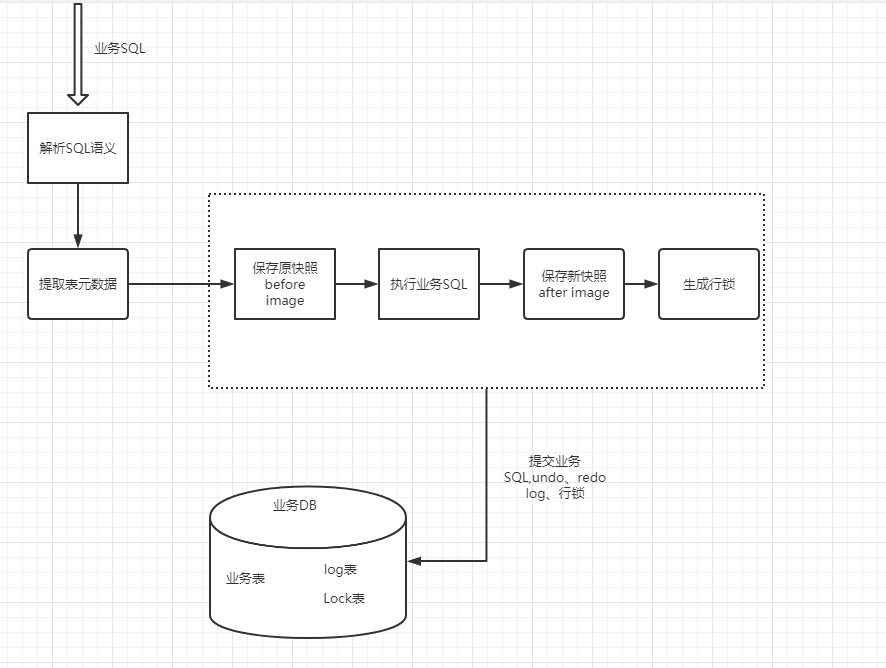 业务SQL
解析SQL语义
提取表元数据
保存原快照
before
image
执行业务SQL
保存新快照
after image
生成行锁
提交业务
SQL,undo、redo
log、行锁
业务DB
业务表
log表
Lock表